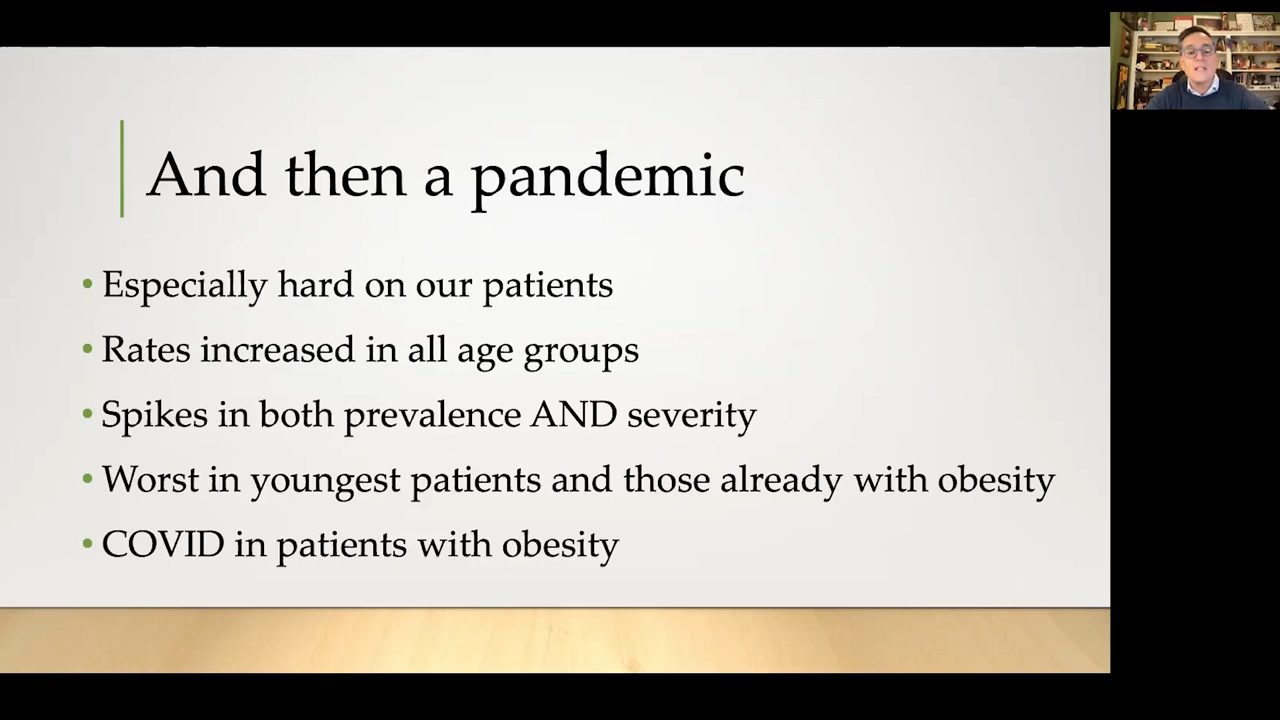 And then a pandemic
• Especially hard on our patients
• Rates increased in all age groups
• Spikes in both prevalence AND severity
• Worst in youngest patients and those already with obesity
• COVID in patients with obesity